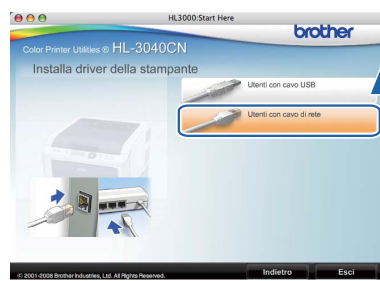 HL3000:Start Here
brother
Color Printer Utilities ® HL-3040CN
Installa driver della stampante
Utenti con cavo USB
Utenti con cavo di rete
© 2001-2008 Brother Industries, Ltd. All Rights Reserved.
Indietro
Esci